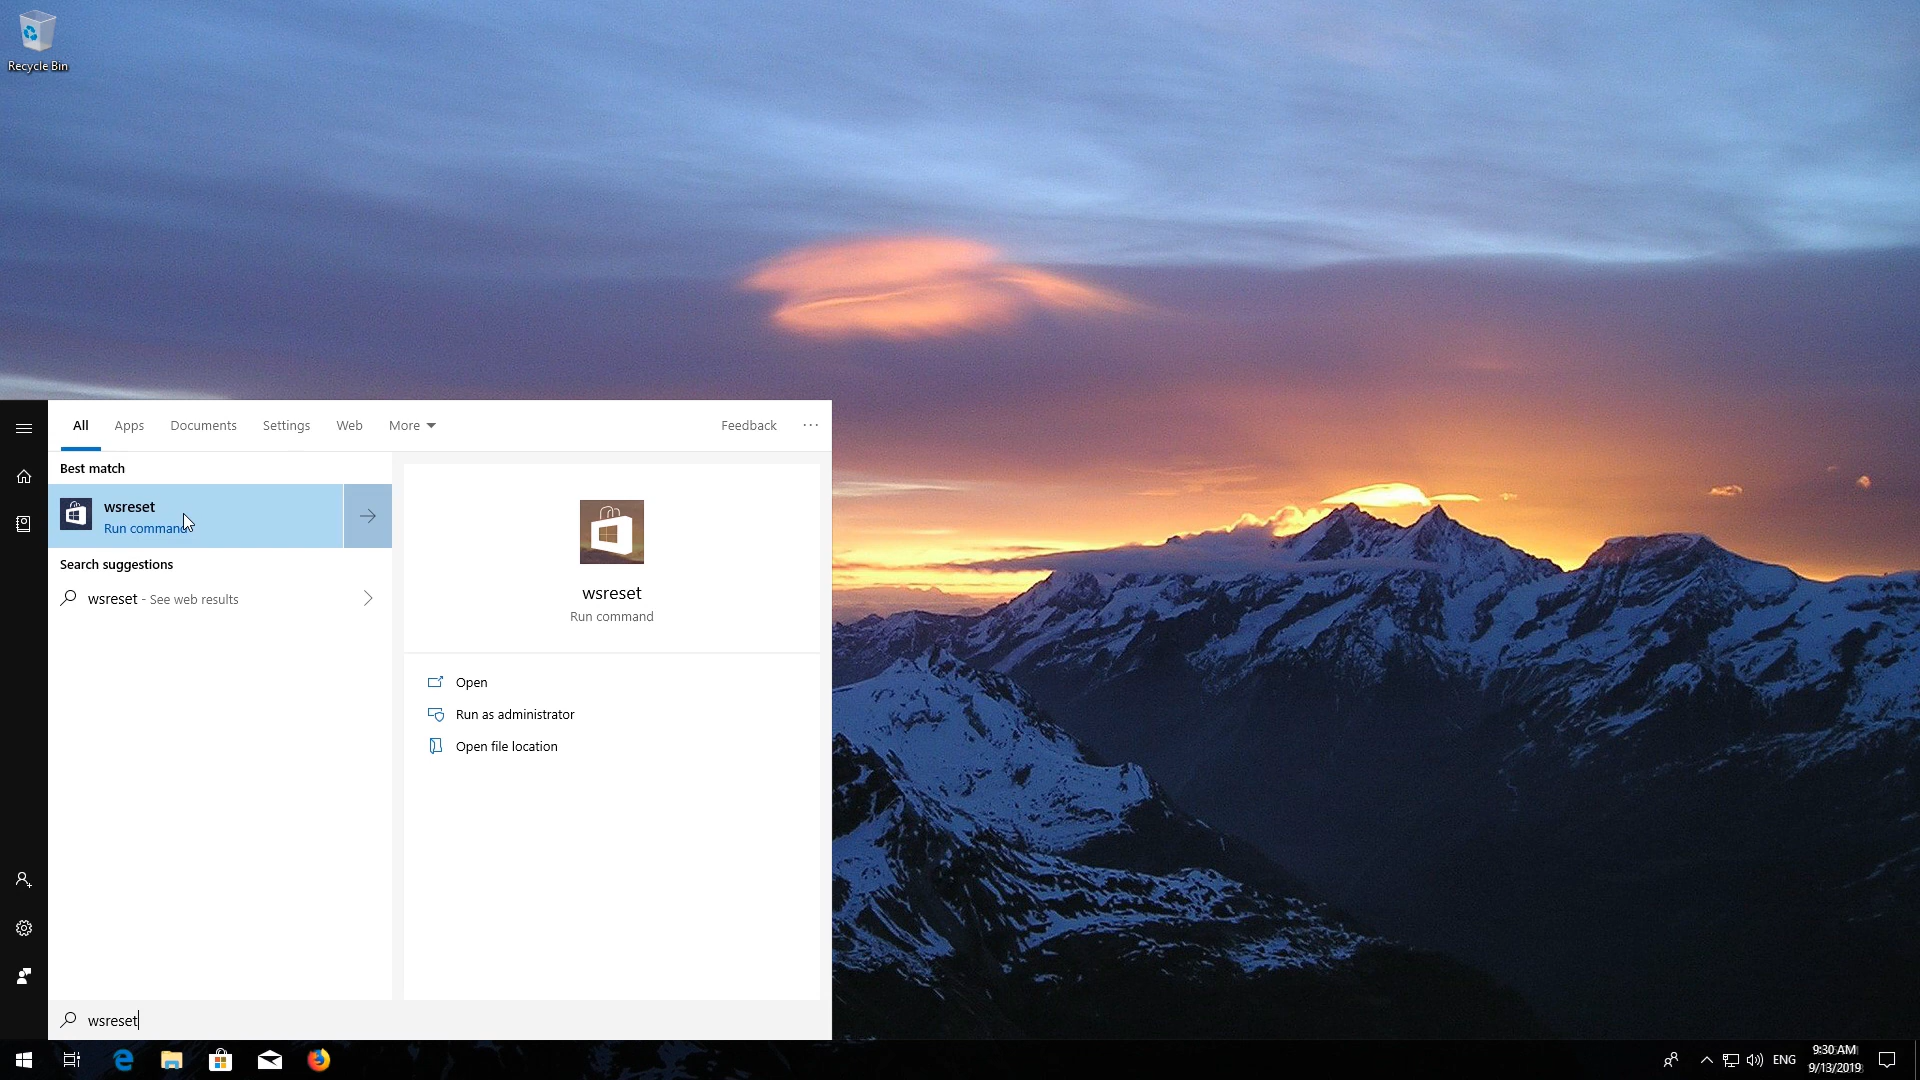 Recycle Bin
All Apps Documents Settings Web More Feedback
Best match
wsreset
Run command
Search suggestions
wsreset - See web results
wsreset
Run command
Open
Run as administrator
Open file location
wsreset
ENG
9:30 AM
9/13/2019